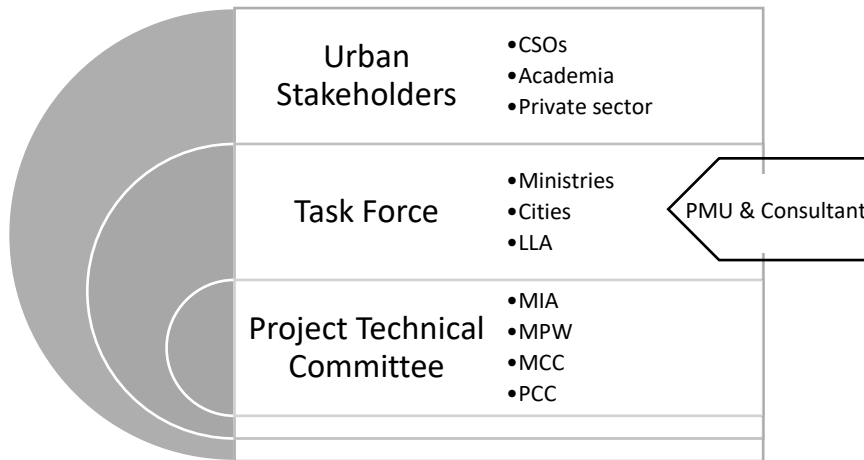 Urban
Stakeholders
•CSOs
•Academia
•Private sector
Task Force
•Ministries
•Cities
•LLA
PMU & Consultant
Project Technical
Committee
•MIA
•MPW
•MCC
•PCC